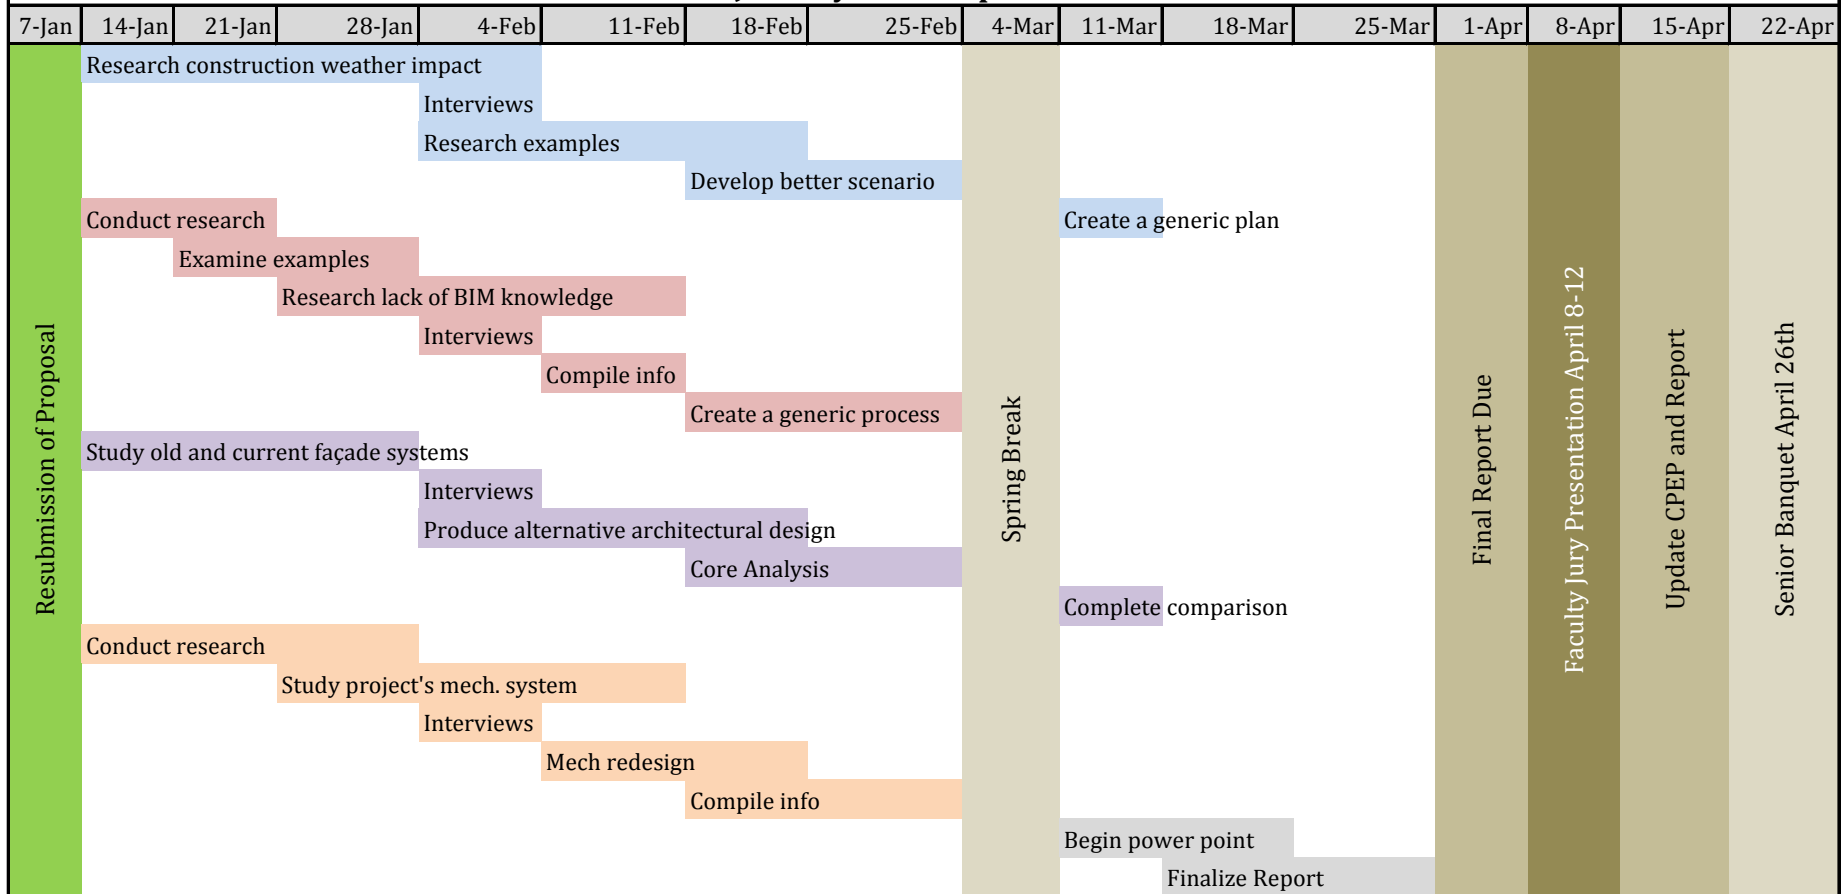 7-Jan 14-Jan 21-Jan 28-Jan 4-Feb 11-Feb 18-Feb 25-Feb 4-Mar 11-Mar 18-Mar 25-Mar 1-Apr 8-Apr 15-Apr 22-Apr
Research construction weather impact
Interviews
Research examples
Develop better scenario
Conduct research
Create a generic plan
Examine examples
Research lack of BIM knowledge
Interviews
Compile info
Create a generic process
Study old and current façade systems
Interviews
Produce alternative architectural design
Core Analysis
Complete comparison
Conduct research
Study project's mech. system
Interviews
Mech redesign
Compile info
Begin power point
Finalize Report
Resubmission of Proposal
Spring Break
Final Report Due
Faculty Jury Presentation April 8-12
Update CPEP and Report
Senior Banquet April 26th